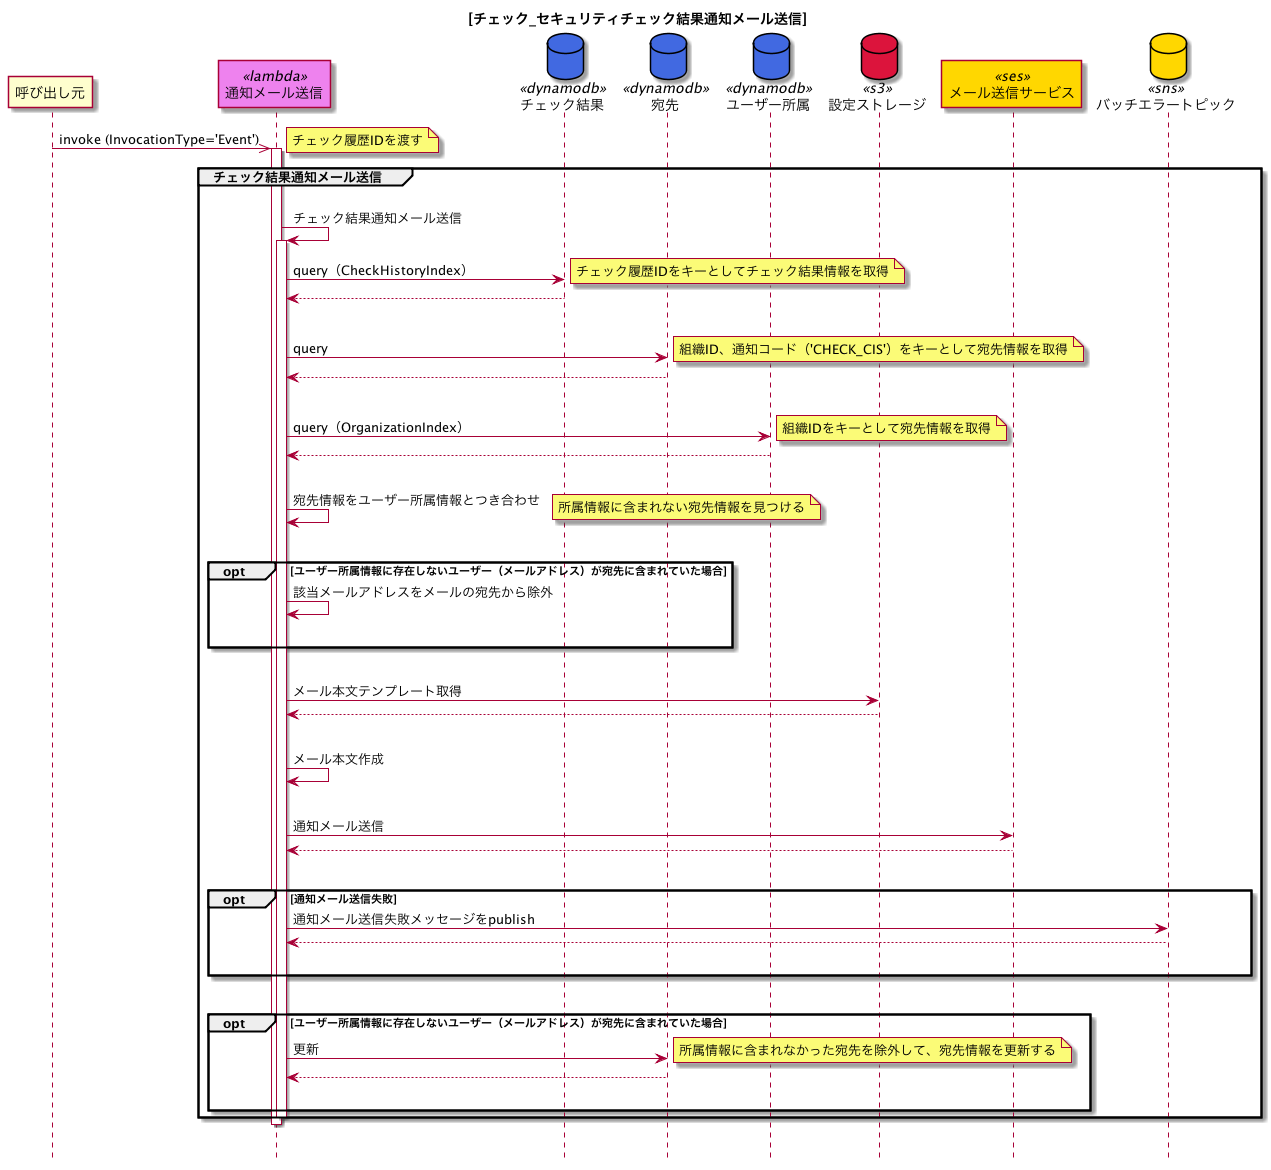 [チェック_セキュリティチェック結果通知メール送信]
呼び出し元
«lambda»
通知メール送信
«dynamodb»
チェック結果
«dynamodb»
宛先
«dynamodb»
ユーザー所属
«s3»
設定ストレージ
«ses»
メール送信サービス
«sns»
バッチエラートピック
invoke (InvocationType='Event')
チェック履歴IDを渡す
チェック結果通知メール送信
チェック結果通知メール送信
query（CheckHistoryIndex）
チェック履歴IDをキーとしてチェック結果情報を取得
query
組織ID、通知コード（'CHECK_CIS'）をキーとして宛先情報を取得
query（OrganizationIndex）
組織IDをキーとして宛先情報を取得
宛先情報をユーザー所属情報とつき合わせ
所属情報に含まれない宛先情報を見つける
opt
[ユーザー所属情報に存在しないユーザー（メールアドレス）が宛先に含まれていた場合]
該当メールアドレスをメールの宛先から除外
メール本文テンプレート取得
メール本文作成
通知メール送信
opt
[通知メール送信失敗]
通知メール送信失敗メッセージをpublish
opt
[ユーザー所属情報に存在しないユーザー（メールアドレス）が宛先に含まれていた場合]
更新
所属情報に含まれなかった宛先を除外して、宛先情報を更新する